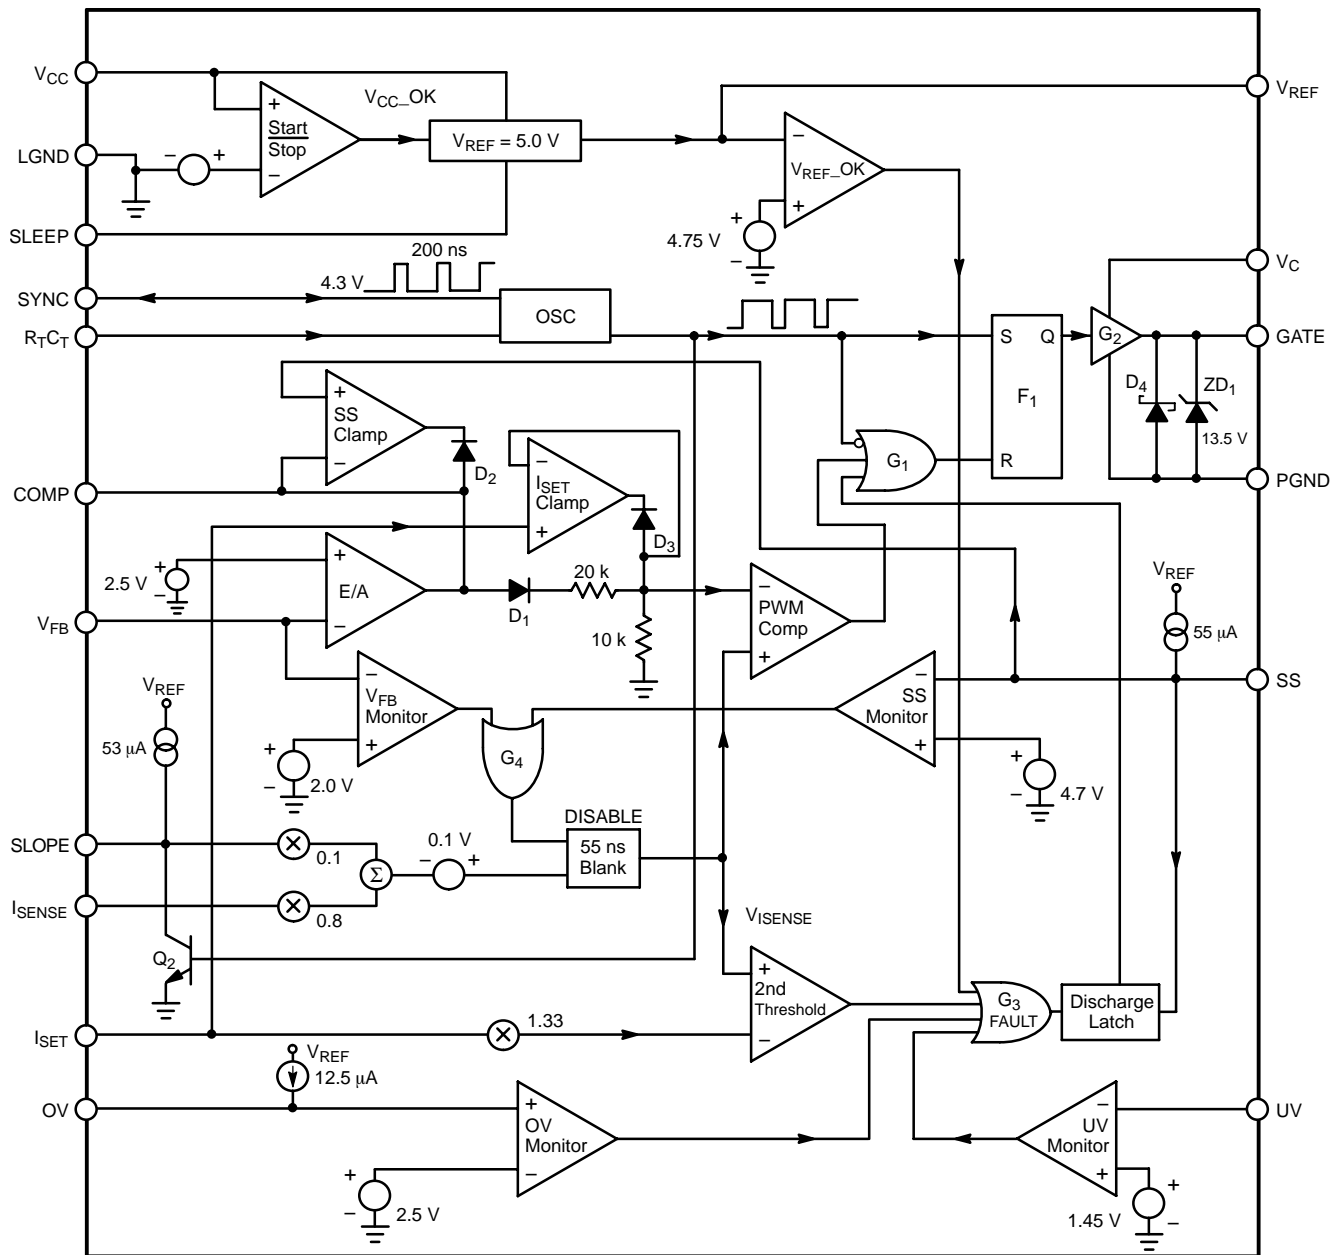 VCC
VCC_OK
VREF
+
Start
Stop
−
VREF = 5.0 V
−
VREF_OK
+
LGND
−
+
SLEEP
+
4.75 V
−
200 ns
4.3 V
VC
SYNC
OSC
RTCT
S
Q
G2
GATE
F1
D4
ZD1
13.5 V
R
+
SS
Clamp
−
D2
−
ISET
Clamp
+
D3
G1
COMP
PGND
+
2.5 V
−
+
E/A
−
D1
20 k
10 k
−
PWM
Comp
+
VREF
55 µA
VFB
SS
−
VFB
Monitor
+
−
SS
Monitor
+
VREF
53 µA
+
−
2.0 V
G4
+
−
4.7 V
DISABLE
SLOPE
0.1
0.1 V
−
+
55 ns
Blank
Σ
ISENSE
0.8
VISENSE
Q2
+
2nd
Threshold
−
G3
FAULT
Discharge
Latch
ISET
1.33
VREF
12.5 µA
OV
+
OV
Monitor
−
−
UV
Monitor
+
UV
+
−
2.5 V
+
−
1.45 V